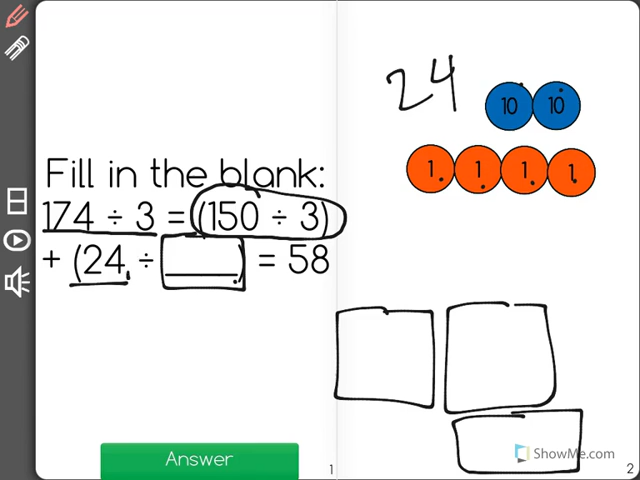 Fill in the blank:
174 ÷ 3 = (150 ÷ 3)
+ (24 ÷ ____) = 58
Answer
1
24
10 10
1 1 1 1
ShowMe.com
2